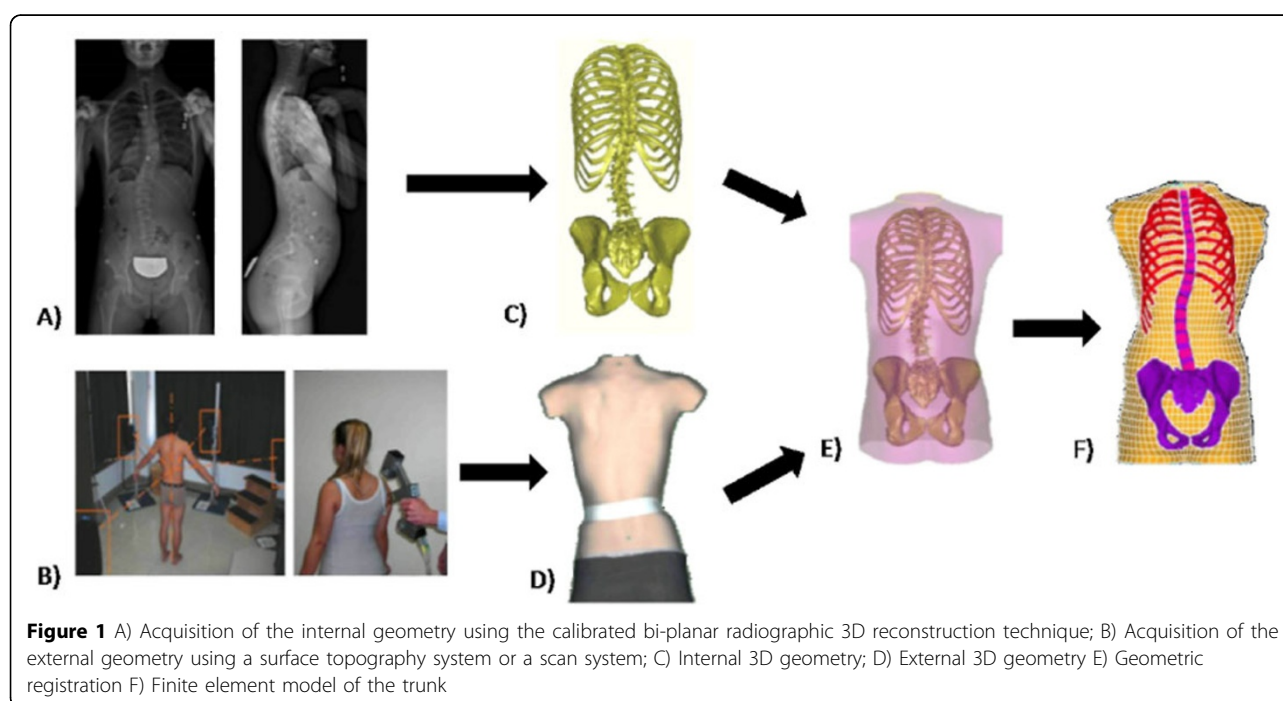 A)
C)
B)
D)
E)
F)
Figure 1 A) Acquisition of the internal geometry using the calibrated bi-planar radiographic 3D reconstruction technique; B) Acquisition of the
external geometry using a surface topography system or a scan system; C) Internal 3D geometry; D) External 3D geometry E) Geometric
registration F) Finite element model of the trunk